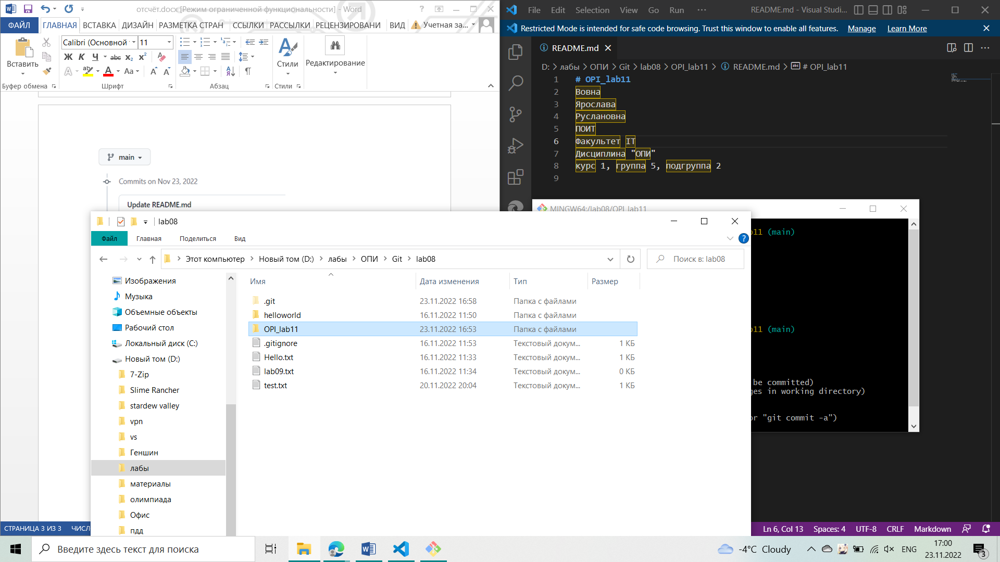 отсчёт.docx [Режим ограниченной функциональности] - Word
ФАЙЛ ГЛАВНАЯ ВСТАВКА ДИЗАЙН РАЗМЕТКА СТРАН ССЫЛКИ РАССЫЛКИ РЕЦЕНЗИРОВАНИ ВИД Учетная за...
Calibri (Основной 11
Ж К Ч abc x₂ x²
Вставить
Aa
Стили
Редактирование
Буфер обмена Шрифт Абзац Стили
main
Commits on Nov 23, 2022
Update README.md
СТРАНИЦА 3 ИЗ 3 ЧИСЛ
File Edit Selection View Go Run ··· README.md - Visual Studi...
Restricted Mode is intended for safe code browsing. Trust this window to enable all features. Manage Learn More
README.md
D: > лабы > ОПИ > Git > lab08 > OPI_lab11 > README.md > # OPI_lab11
1 # OPI_lab11
2 Вовна
3 Ярослава
4 Руслановна
5 ПОИТ
6 Факультет IT
7 Дисциплина "ОПИ"
8 курс 1, группа 5, подгруппа 2
9
MINGW64:/lab08/OPI_lab11
b11 (main)
b11 (main)
be committed)
ges in working directory)
or "git commit -a")
Ln 6, Col 13 Spaces: 4 UTF-8 CRLF Markdown
lab08
Файл Главная Поделиться Вид
Этот компьютер > Новый том (D:) > лабы > ОПИ > Git > lab08
Поиск в: lab08
Изображения
Музыка
Объемные объекты
Рабочий стол
Локальный диск (C:)
Новый том (D:)
7-Zip
Slime Rancher
stardew valley
vpn
vs
Геншин
лабы
материалы
олимпиада
Офис
пдд
Имя Дата изменения Тип Размер
.git 23.11.2022 16:58 Папка с файлами
helloworld 16.11.2022 11:50 Папка с файлами
OPI_lab11 23.11.2022 16:53 Папка с файлами
.gitignore 16.11.2022 11:53 Текстовый докум... 1 КБ
Hello.txt 16.11.2022 11:33 Текстовый докум... 1 КБ
lab09.txt 16.11.2022 11:34 Текстовый докум... 0 КБ
test.txt 20.11.2022 20:04 Текстовый докум... 1 КБ
Введите здесь текст для поиска
-4°C Cloudy
ENG
17:00
23.11.2022
3